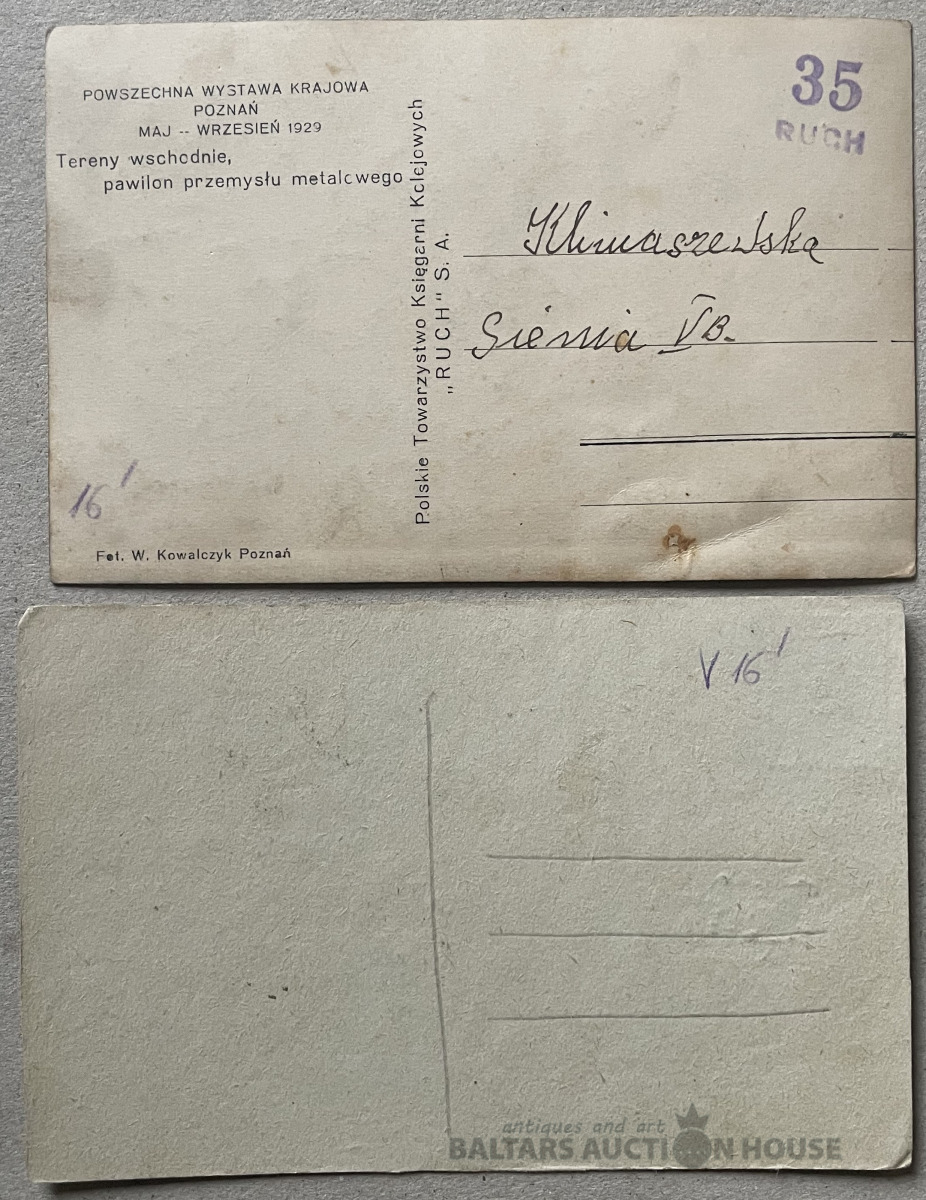 POWSZECHNA WYSTAWA KRAJOWA
POZNAŃ
MAJ -- WRZESIEŃ 1929
Tereny wschodnie,
pawilon przemysłu metalowego
Polskie Towarzystwo Księgarni Kolejowych
„RUCH" S. A.
35
RUCH
Klimaszewska
Gienia VB.
16'
Fot. W. Kowalczyk Poznań
V 16'
antiques and art
BALTARS AUCTION HOUSE